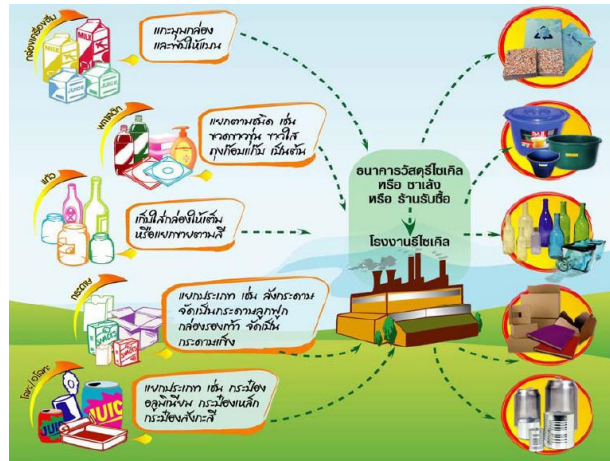 กล่องเครื่องดื่ม
MILK
MILK
JUICE
JUICE
แกะมุมกล่อง
และพับให้แบน
พลาสติก
แยกตามชนิด เช่น
ขวดขาวขุ่น ขาวใส
ถุงก๊อบแก๊บ เป็นต้น
แก้ว
เก็บใส่กล่องให้เต็ม
หรือแยกขายตามสี
กระดาษ
SNACKS
แยกประเภท เช่น ลังกระดาษ
จัดเป็นกระดาษลูกฟูก
กล่องรองเท้า จัดเป็น
กระดาษแข็ง
โลหะ/อโลหะ
JUIC
แยกประเภท เช่น กระป๋อง
อลูมิเนียม กระป๋องเหล็ก
กระป๋องสังกะสี
ธนาคารวัสดุรีไซเคิล
หรือ ซาเล้ง
หรือ ร้านรับซื้อ
โรงงานรีไซเคิล